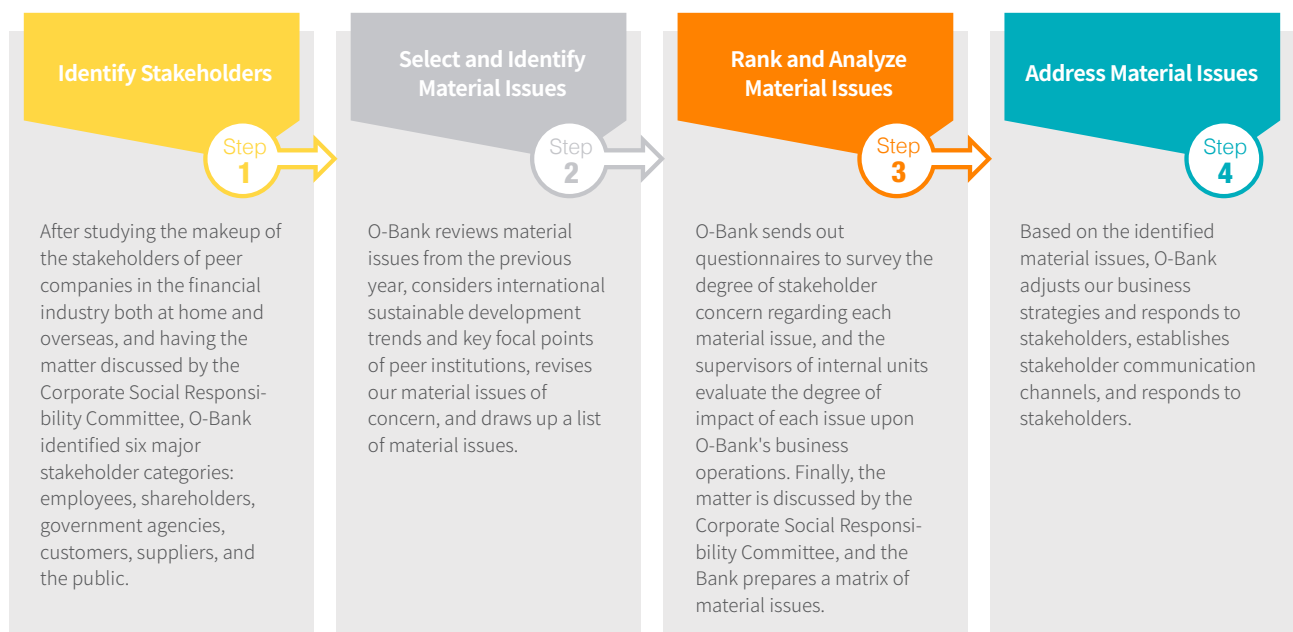 Identify Stakeholders
Step
1
After studying the makeup of
the stakeholders of peer
companies in the financial
industry both at home and
overseas, and having the
matter discussed by the
Corporate Social Responsi-
bility Committee, O-Bank
identified six major
stakeholder categories:
employees, shareholders,
government agencies,
customers, suppliers, and
the public.
Select and Identify
Material Issues
Step
2
O-Bank reviews material
issues from the previous
year, considers international
sustainable development
trends and key focal points
of peer institutions, revises
our material issues of
concern, and draws up a list
of material issues.
Rank and Analyze
Material Issues
Step
3
O-Bank sends out
questionnaires to survey the
degree of stakeholder
concern regarding each
material issue, and the
supervisors of internal units
evaluate the degree of
impact of each issue upon
O-Bank's business
operations. Finally, the
matter is discussed by the
Corporate Social Responsi-
bility Committee, and the
Bank prepares a matrix of
material issues.
Address Material Issues
Step
4
Based on the identified
material issues, O-Bank
adjusts our business
strategies and responds to
stakeholders, establishes
stakeholder communication
channels, and responds to
stakeholders.